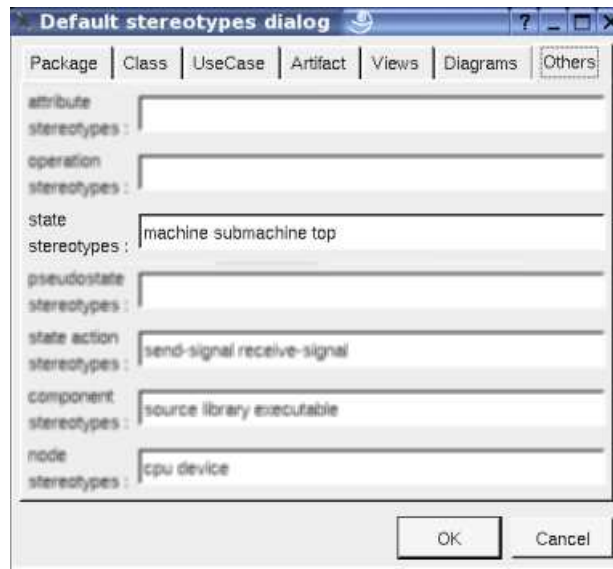 Default stereotypes dialog
Package Class UseCase Artifact Views Diagrams Others
attribute
stereotypes :
operation
stereotypes :
state
stereotypes : machine submachine top
pseudostate
stereotypes :
state action
stereotypes : send-signal receive-signal
component
stereotypes : source library executable
node
stereotypes : cpu device
OK Cancel